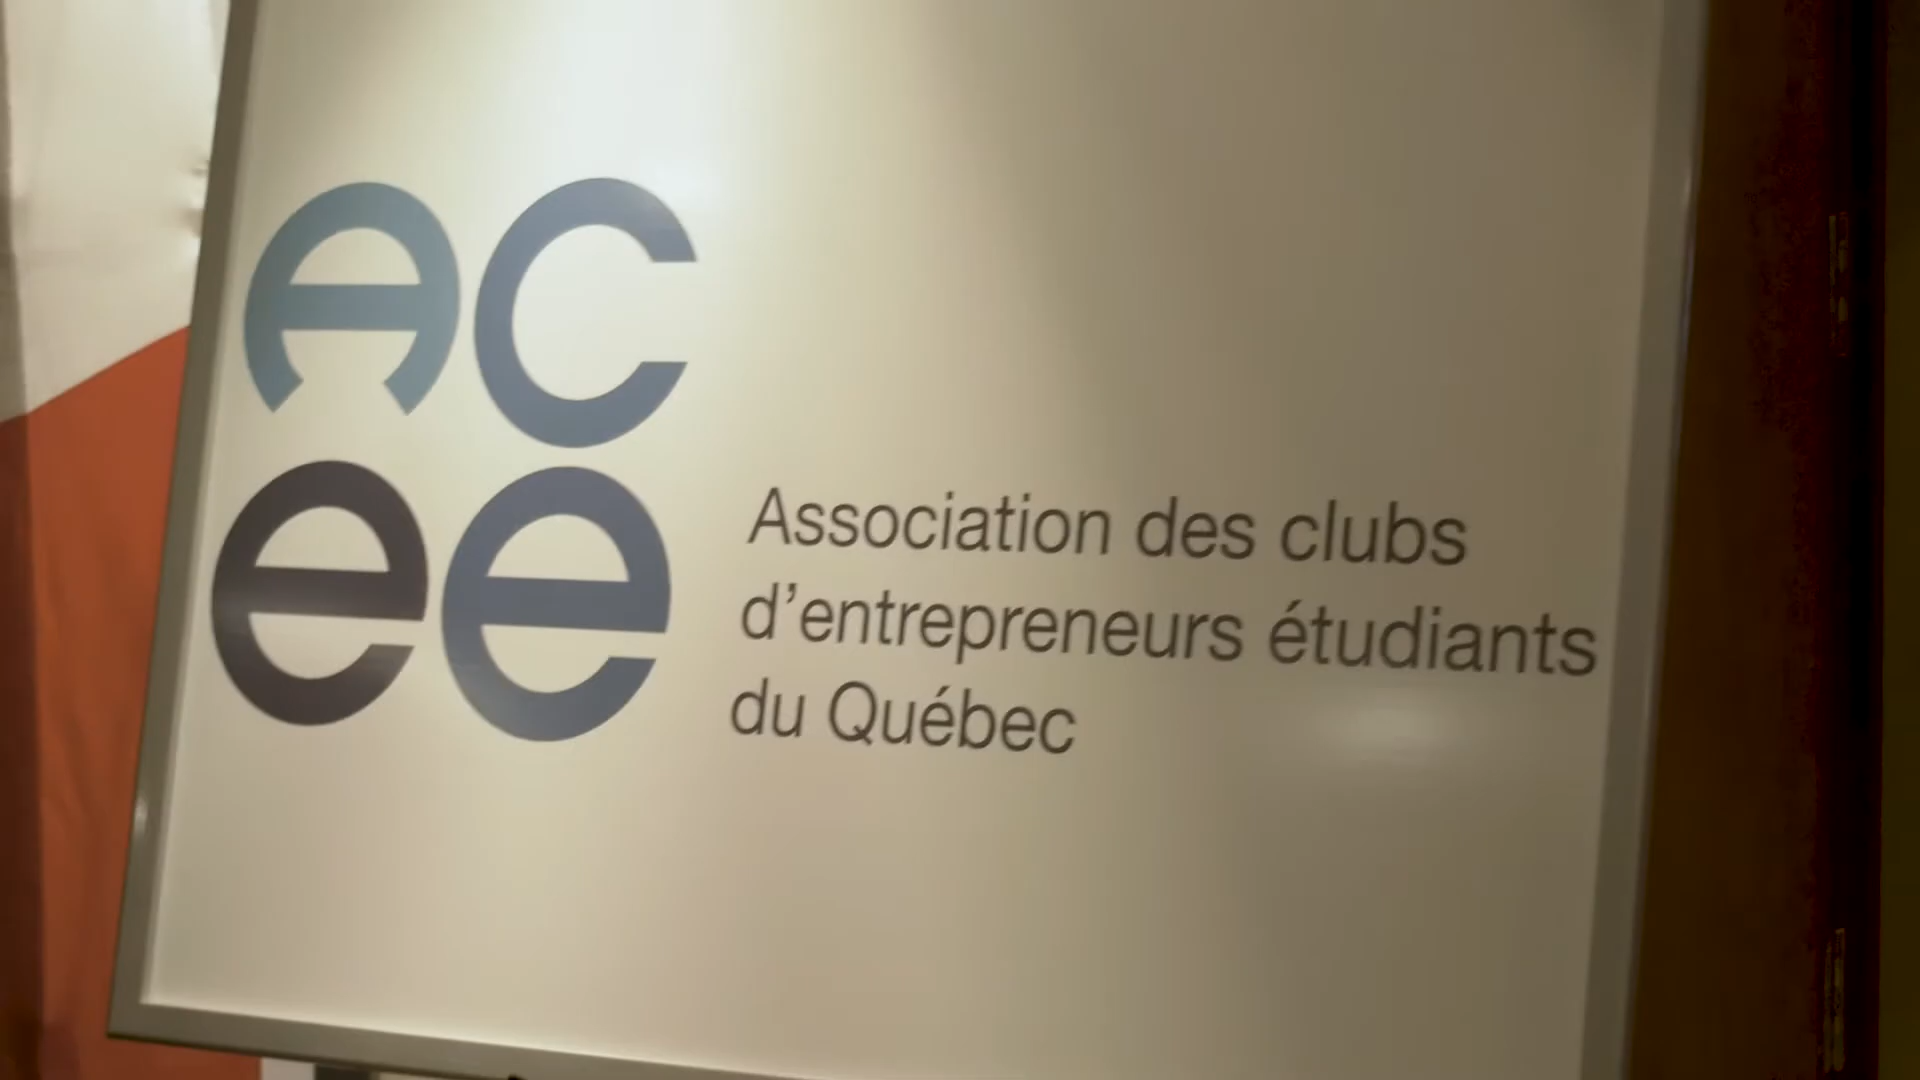 AC
ee
Association des clubs
d’entrepreneurs étudiants
du Québec